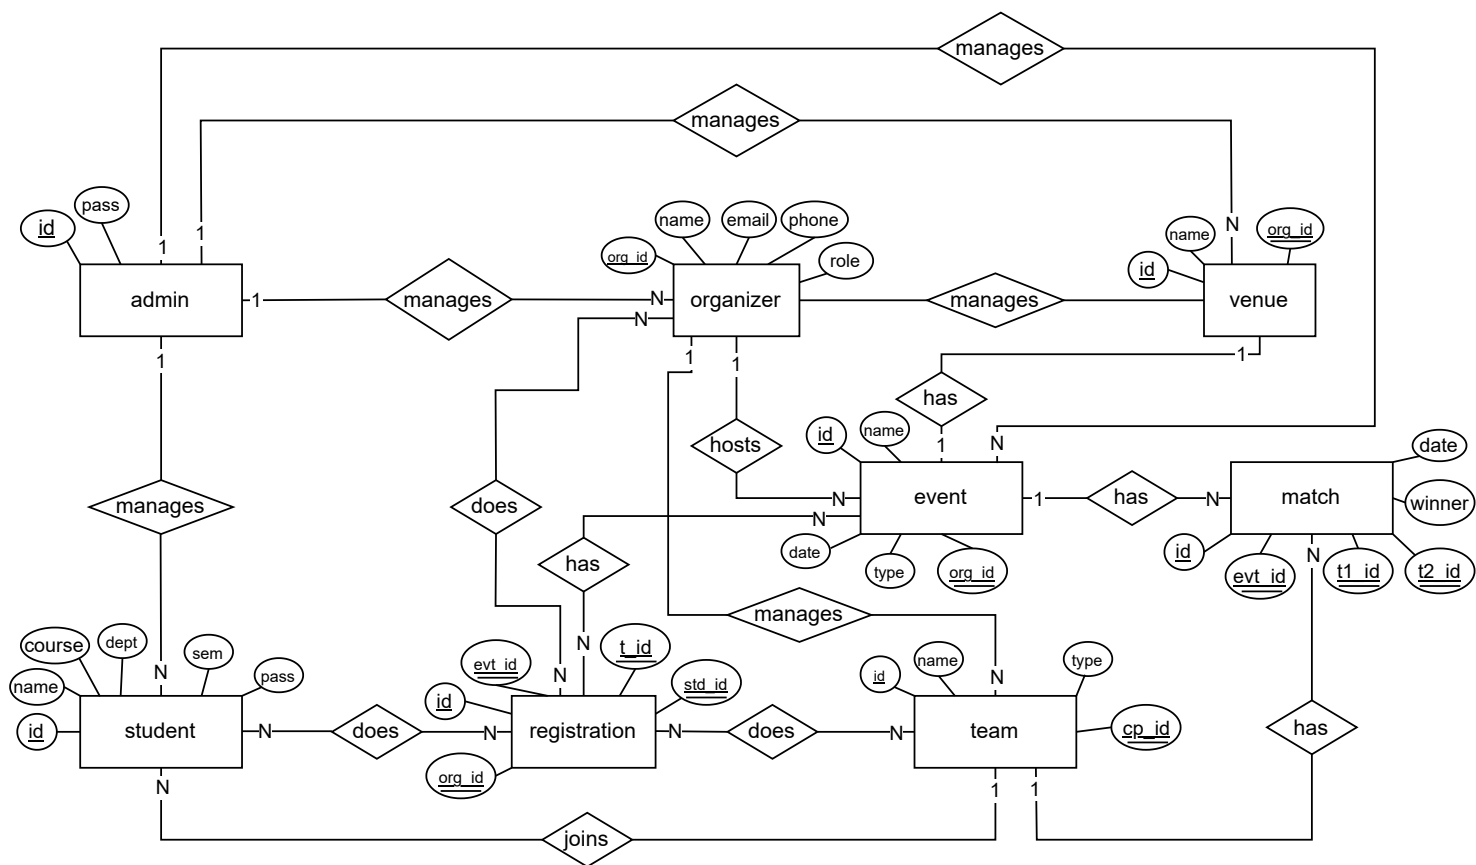 manages
manages
pass
id
1
1
name
email
phone
org_id
role
N
name
org_id
id
admin
1
manages
N
organizer
manages
venue
N
1
1
1
1
has
manages
does
hosts
id
name
1
N
N
event
1
has
N
match
date
winner
N
date
type
org_id
id
evt_id
t1_id
t2_id
N
has
manages
N
course
dept
sem
pass
name
id
N
evt_id
t_id
id
std_id
N
N
id
name
type
cp_id
N
student
N
does
N
registration
N
does
N
team
has
org_id
N
1
1
joins